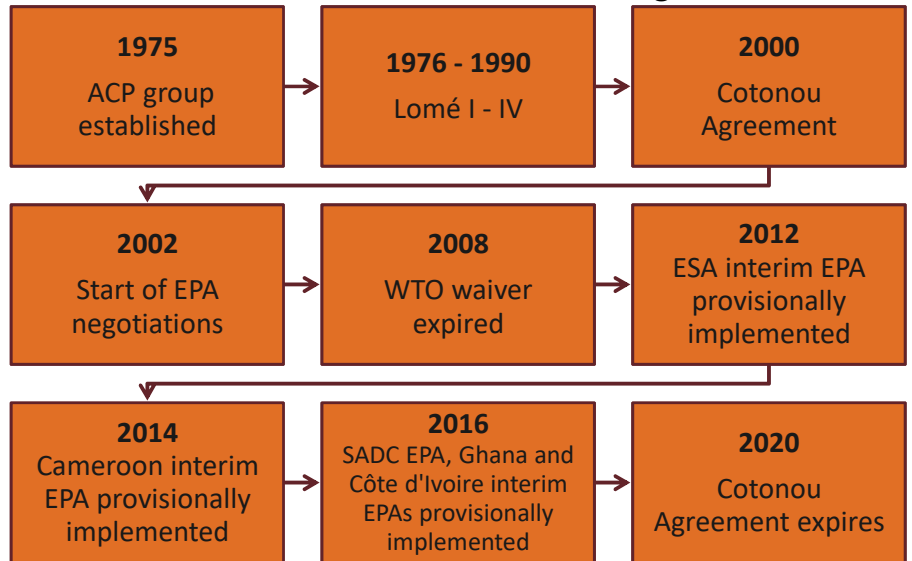 1975
ACP group
established
1976 - 1990
Lomé I - IV
2000
Cotonou
Agreement
2002
Start of EPA
negotiations
2008
WTO waiver
expired
2012
ESA interim EPA
provisionally
implemented
2014
Cameroon interim
EPA provisionally
implemented
2016
SADC EPA, Ghana and
Côte d'Ivoire interim
EPAs provisionally
implemented
2020
Cotonou
Agreement expires